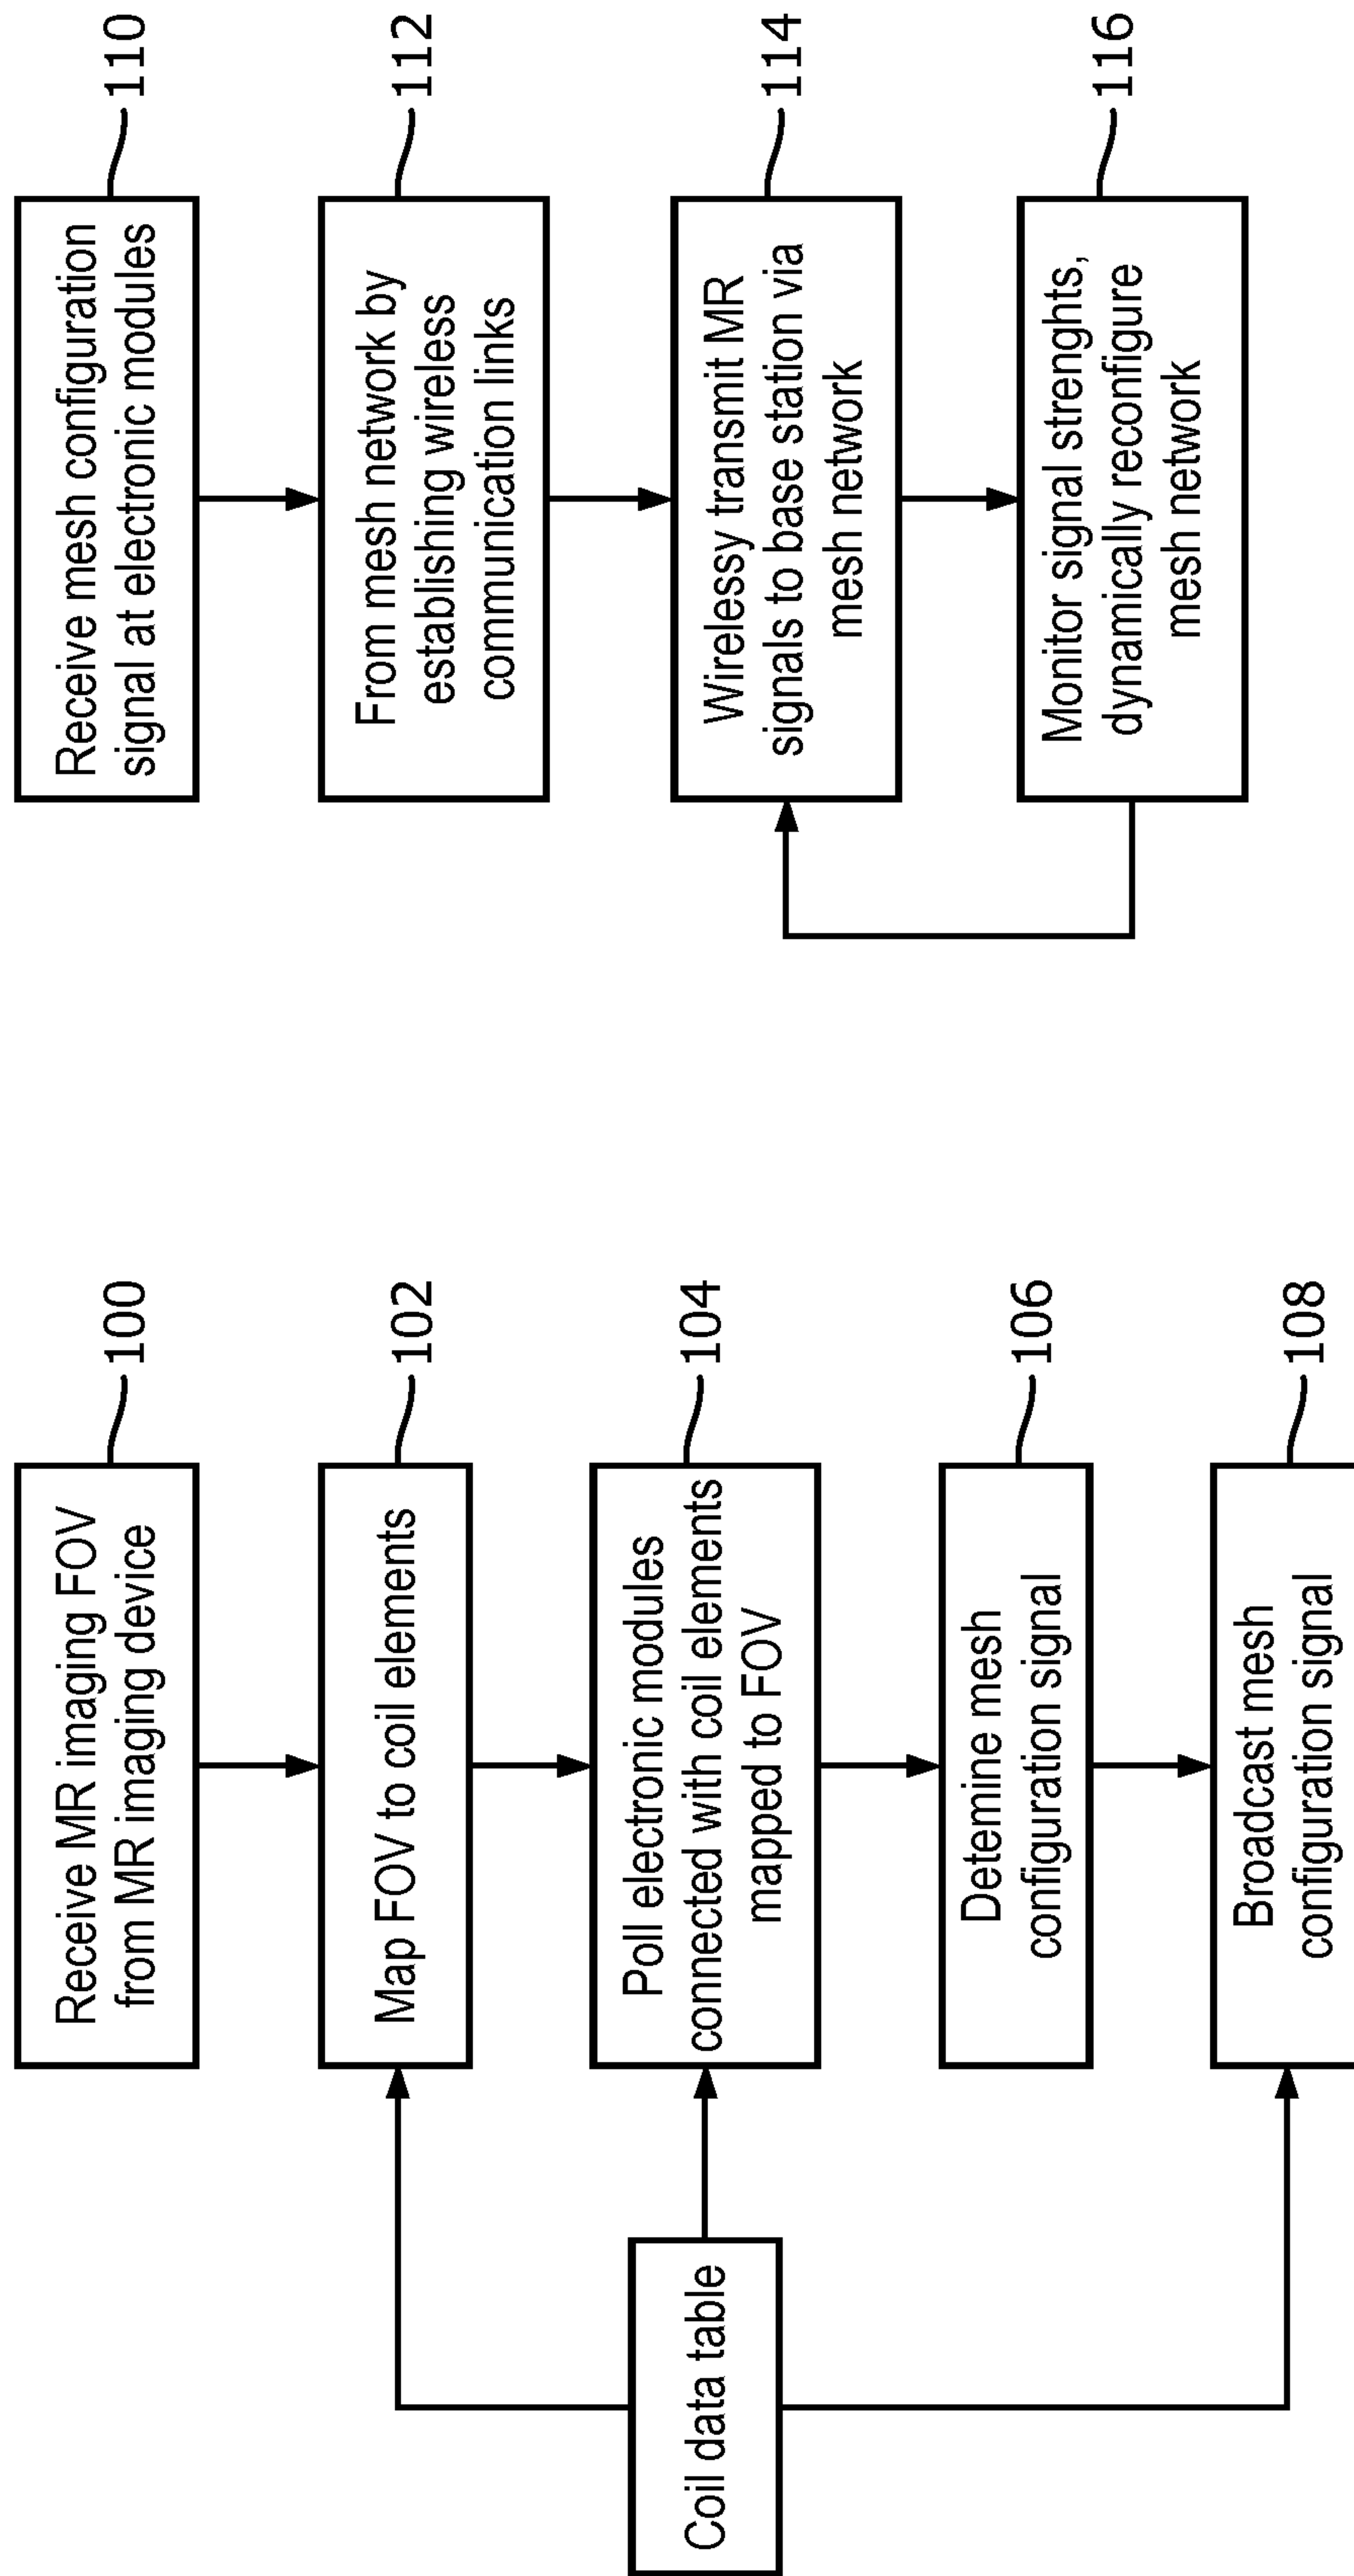 Receive MR imaging FOV
from MR imaging device
100
Map FOV to coil elements
102
Coil data table
Poll electronic modules
connected with coil elements
mapped to FOV
104
Detemine mesh
configuration signal
106
Broadcast mesh
configuration signal
108
Receive mesh configuration
signal at electronic modules
110
From mesh network by
establishing wireless
communication links
112
Wirelessy transmit MR
signals to base station via
mesh network
114
Monitor signal strenghts,
dynamically reconfigure
mesh network
116